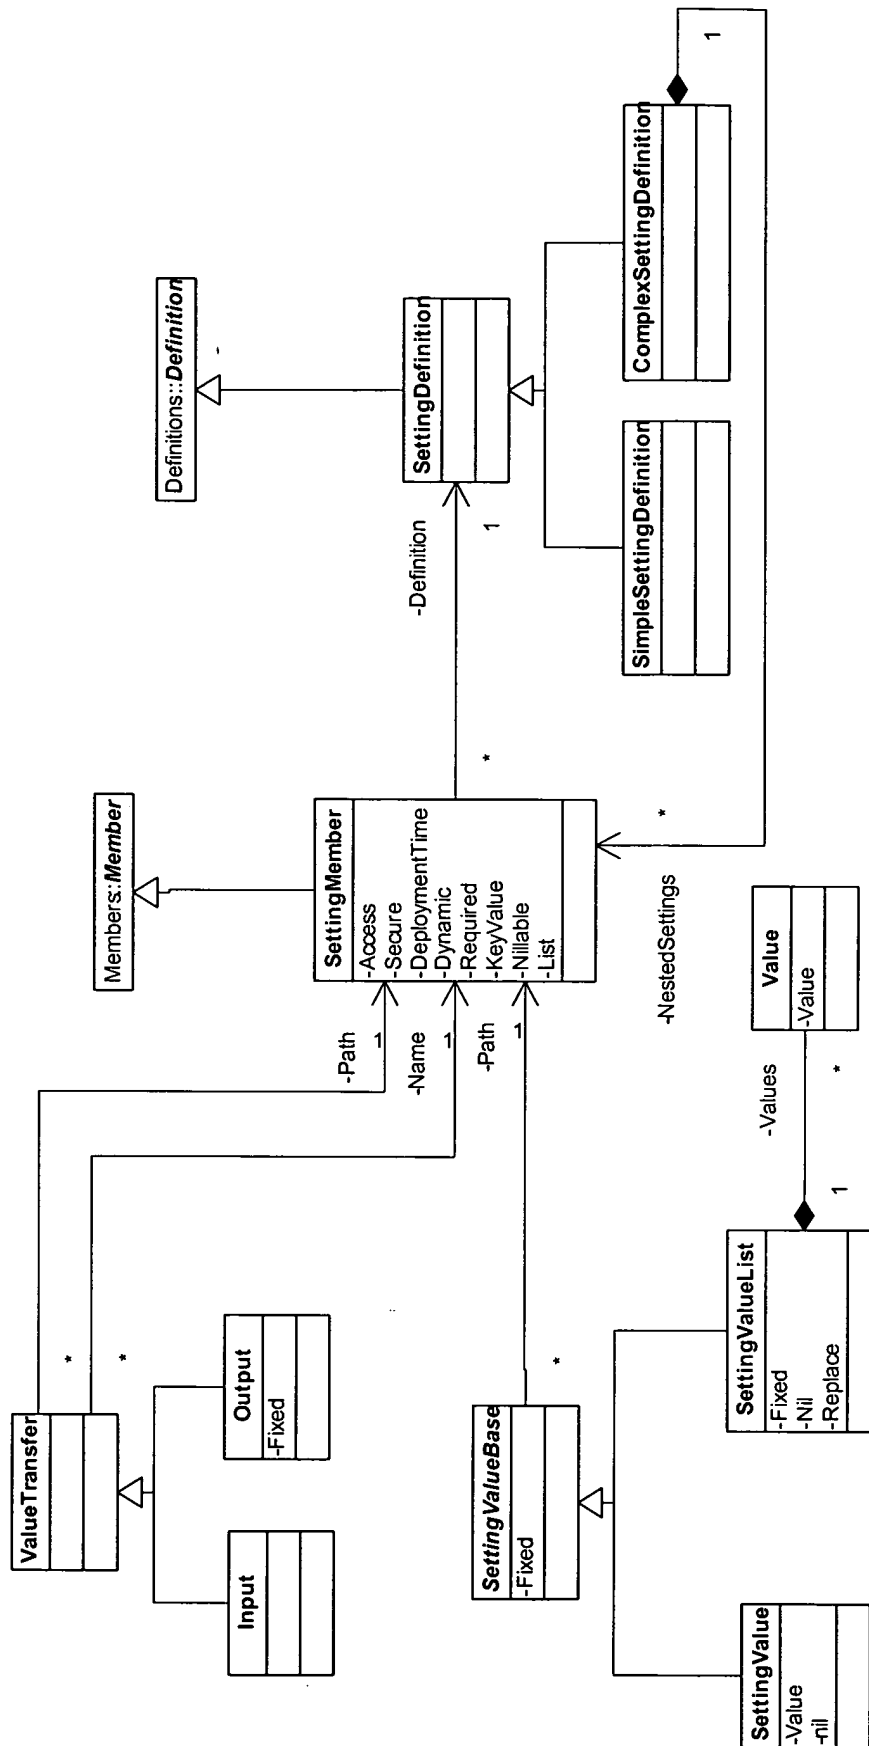 ValueTransfer
*
*
Input
Output
-Fixed
-Path
1
-Name
1
-Path
1
Members::Member
SettingMember
-Access
-Secure
-DeploymentTime
-Dynamic
-Required
-KeyValue
-Nillable
-List
*
-Definition
1
*
-NestedSettings
Definitions::Definition
SettingDefinition
SimpleSettingDefinition
ComplexSettingDefinition
1
SettingValueBase
-Fixed
*
SettingValue
-Value
-nil
SettingValueList
-Fixed
-Nil
-Replace
1
-Values
*
Value
-Value